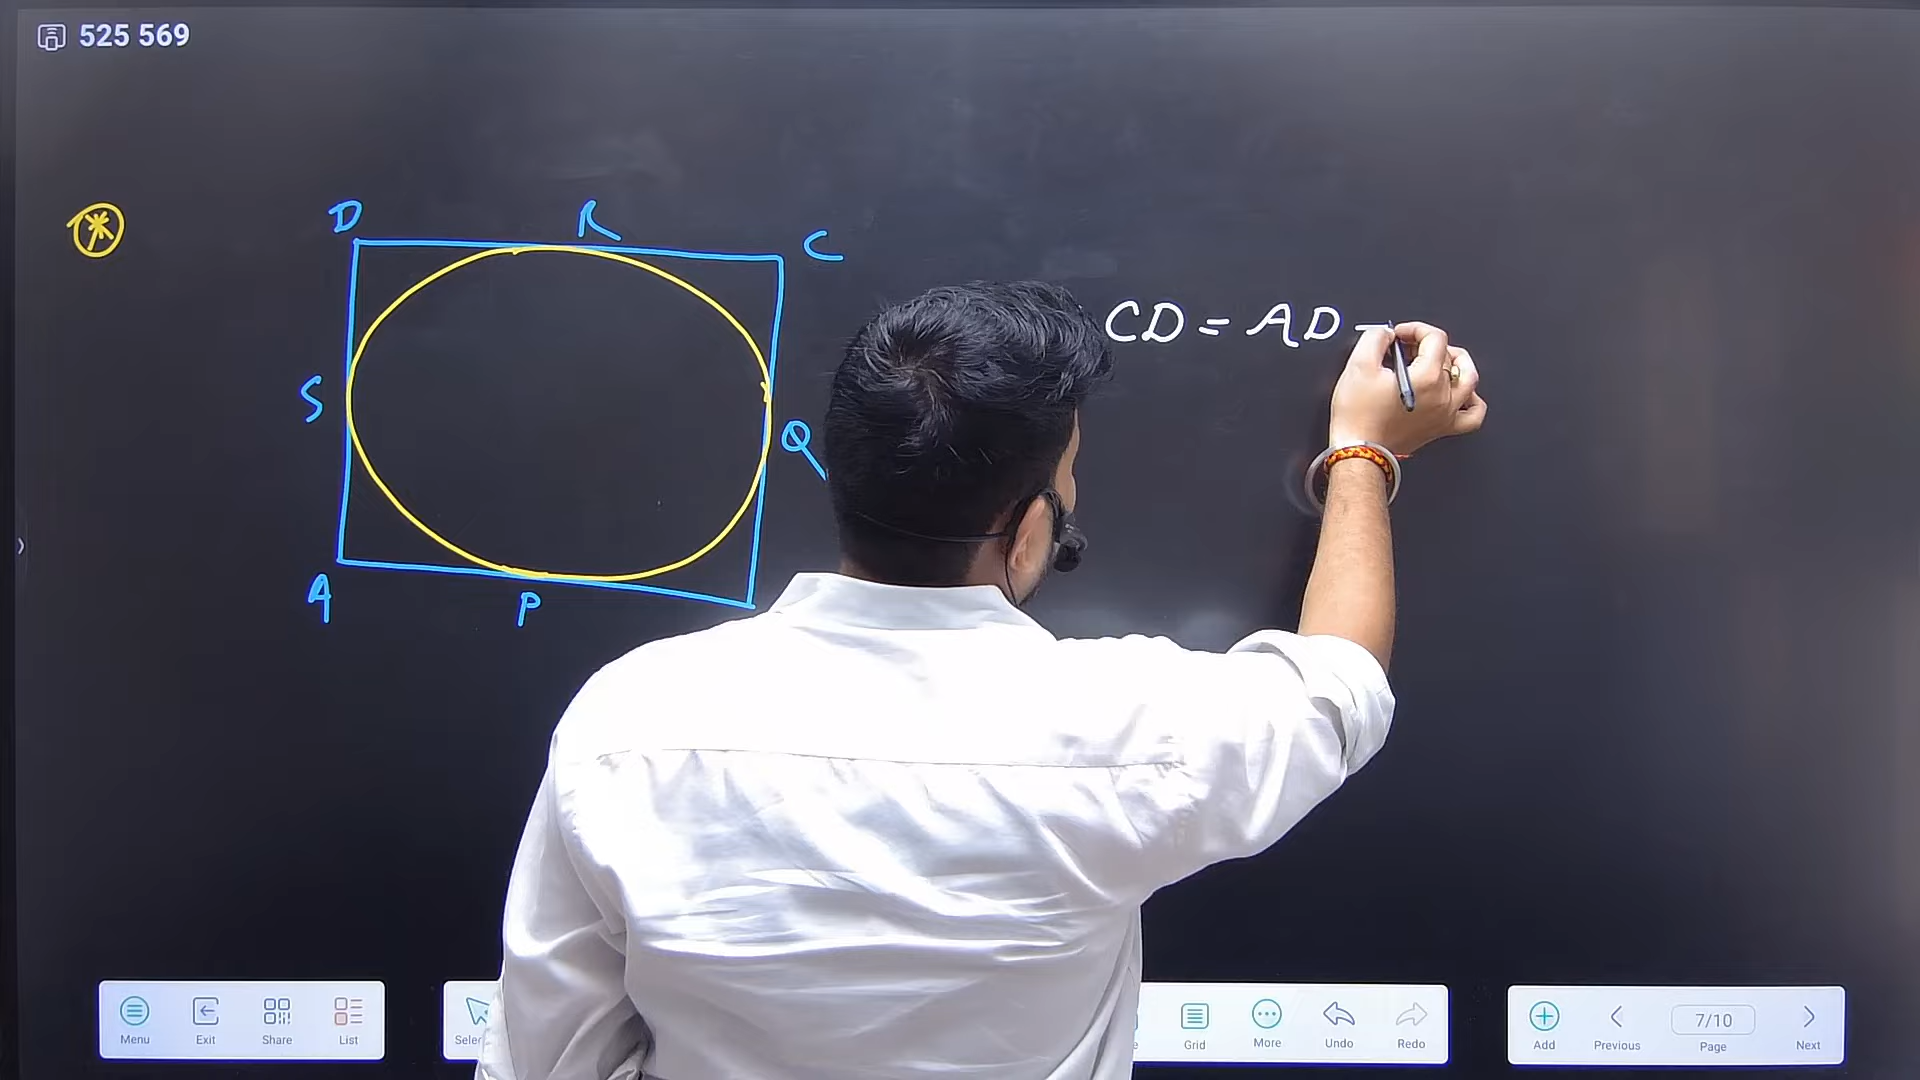 525 569
D
R
C
CD = AD +
S
Q
A
P
Menu
Exit
Share
List
Grid
More
Undo
Redo
Add
Previous
7/10
Page
Next